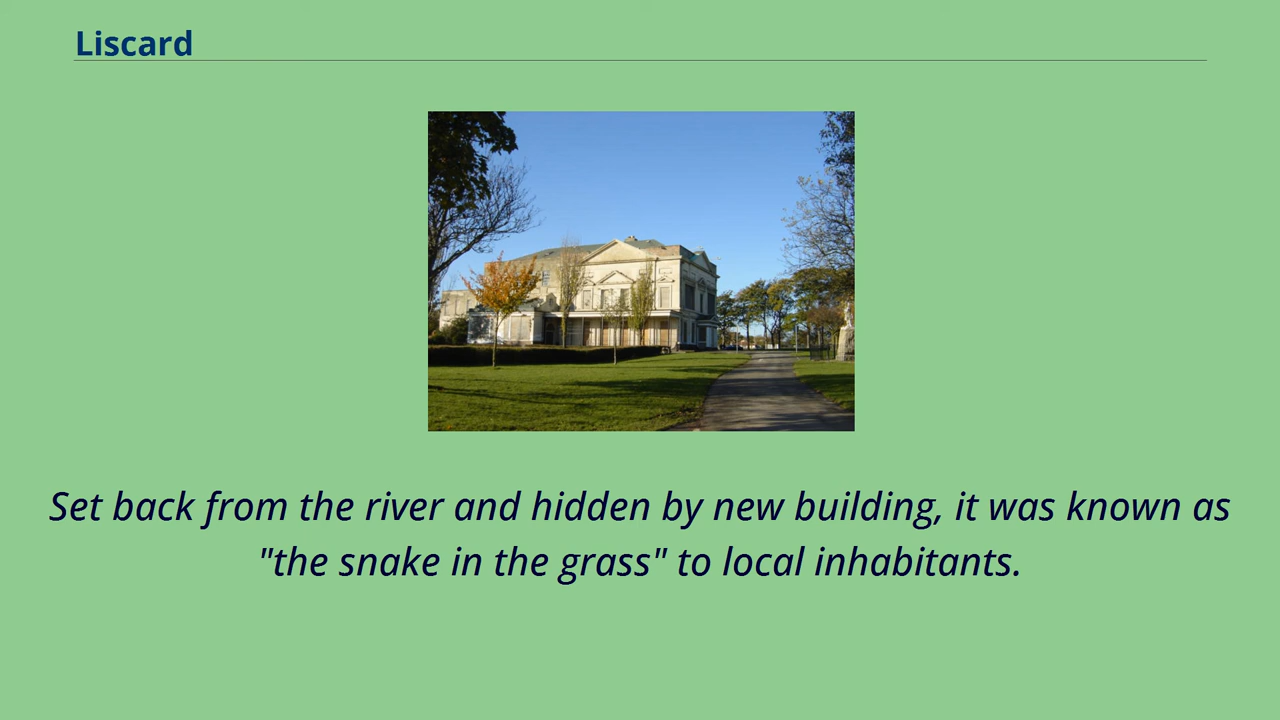 Liscard
Set back from the river and hidden by new building, it was known as
"the snake in the grass" to local inhabitants.